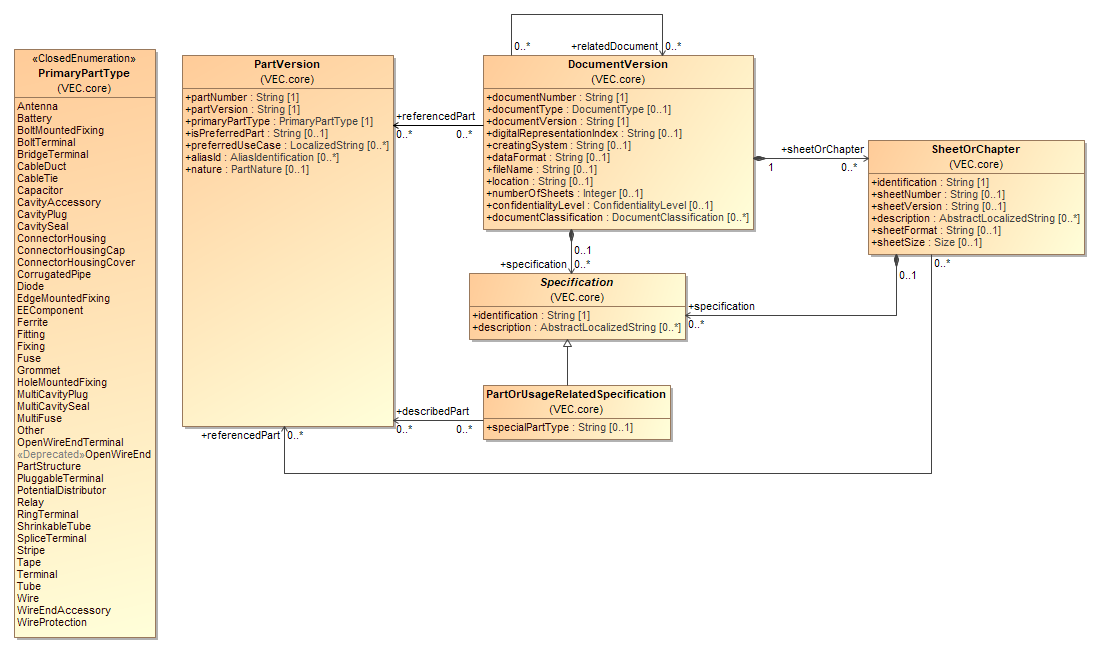 «ClosedEnumeration»
PrimaryPartType
(VEC.core)
Antenna
Battery
BoltMountedFixing
BoltTerminal
BridgeTerminal
CableDuct
CableTie
Capacitor
CavityAccessory
CavityPlug
CavitySeal
ConnectorHousing
ConnectorHousingCap
ConnectorHousingCover
CorrugatedPipe
Diode
EdgeMountedFixing
EEComponent
Ferrite
Fitting
Fixing
Fuse
Grommet
HoleMountedFixing
MultiCavityPlug
MultiCavitySeal
MultiFuse
Other
OpenWireEndTerminal
«Deprecated»OpenWireEnd
PartStructure
PluggableTerminal
PotentialDistributor
Relay
RingTerminal
ShrinkableTube
SpliceTerminal
Stripe
Tape
Terminal
Tube
Wire
WireEndAccessory
WireProtection
PartVersion
(VEC.core)
+partNumber : String [1]
+partVersion : String [1]
+primaryPartType : PrimaryPartType [1]
+isPreferredPart : String [0..1]
+preferredUseCase : LocalizedString [0..*]
+aliasId : AliasIdentification [0..*]
+nature : PartNature [0..1]
+referencedPart
0..*
0..*
0..*
+relatedDocument
0..*
DocumentVersion
(VEC.core)
+documentNumber : String [1]
+documentType : DocumentType [0..1]
+documentVersion : String [1]
+digitalRepresentationIndex : String [0..1]
+creatingSystem : String [0..1]
+dataFormat : String [0..1]
+fileName : String [0..1]
+location : String [0..1]
+numberOfSheets : Integer [0..1]
+confidentialityLevel : ConfidentialityLevel [0..1]
+documentClassification : DocumentClassification [0..*]
+sheetOrChapter
1
0..*
SheetOrChapter
(VEC.core)
+identification : String [1]
+sheetNumber : String [0..1]
+sheetVersion : String [0..1]
+description : AbstractLocalizedString [0..*]
+sheetFormat : String [0..1]
+sheetSize : Size [0..1]
0..1
0..*
0..1
+specification
0..*
Specification
(VEC.core)
+identification : String [1]
+description : AbstractLocalizedString [0..*]
+specification
0..*
PartOrUsageRelatedSpecification
(VEC.core)
+specialPartType : String [0..1]
+describedPart
0..*
0..*
+referencedPart
0..*